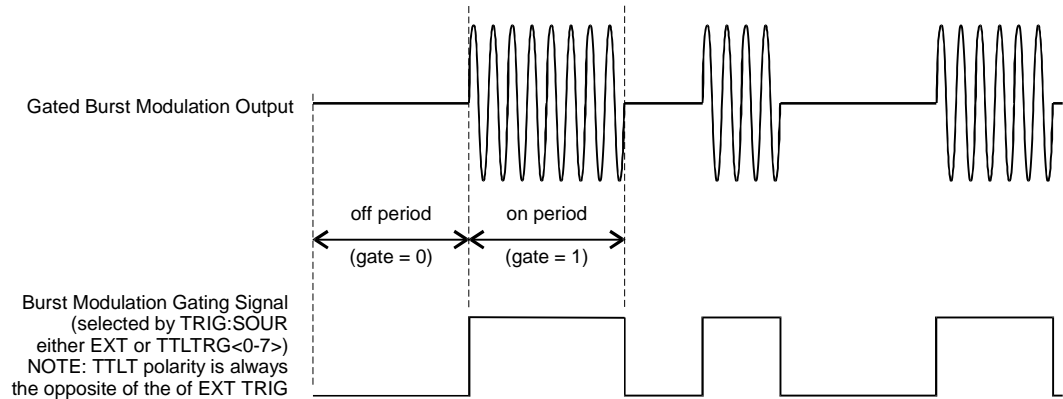 Gated Burst Modulation Output
off period
on period
(gate = 0)
(gate = 1)
Burst Modulation Gating Signal
(selected by TRIG:SOUR
either EXT or TTLTRG<0-7>)
NOTE: TTLT polarity is always
the opposite of the of EXT TRIG